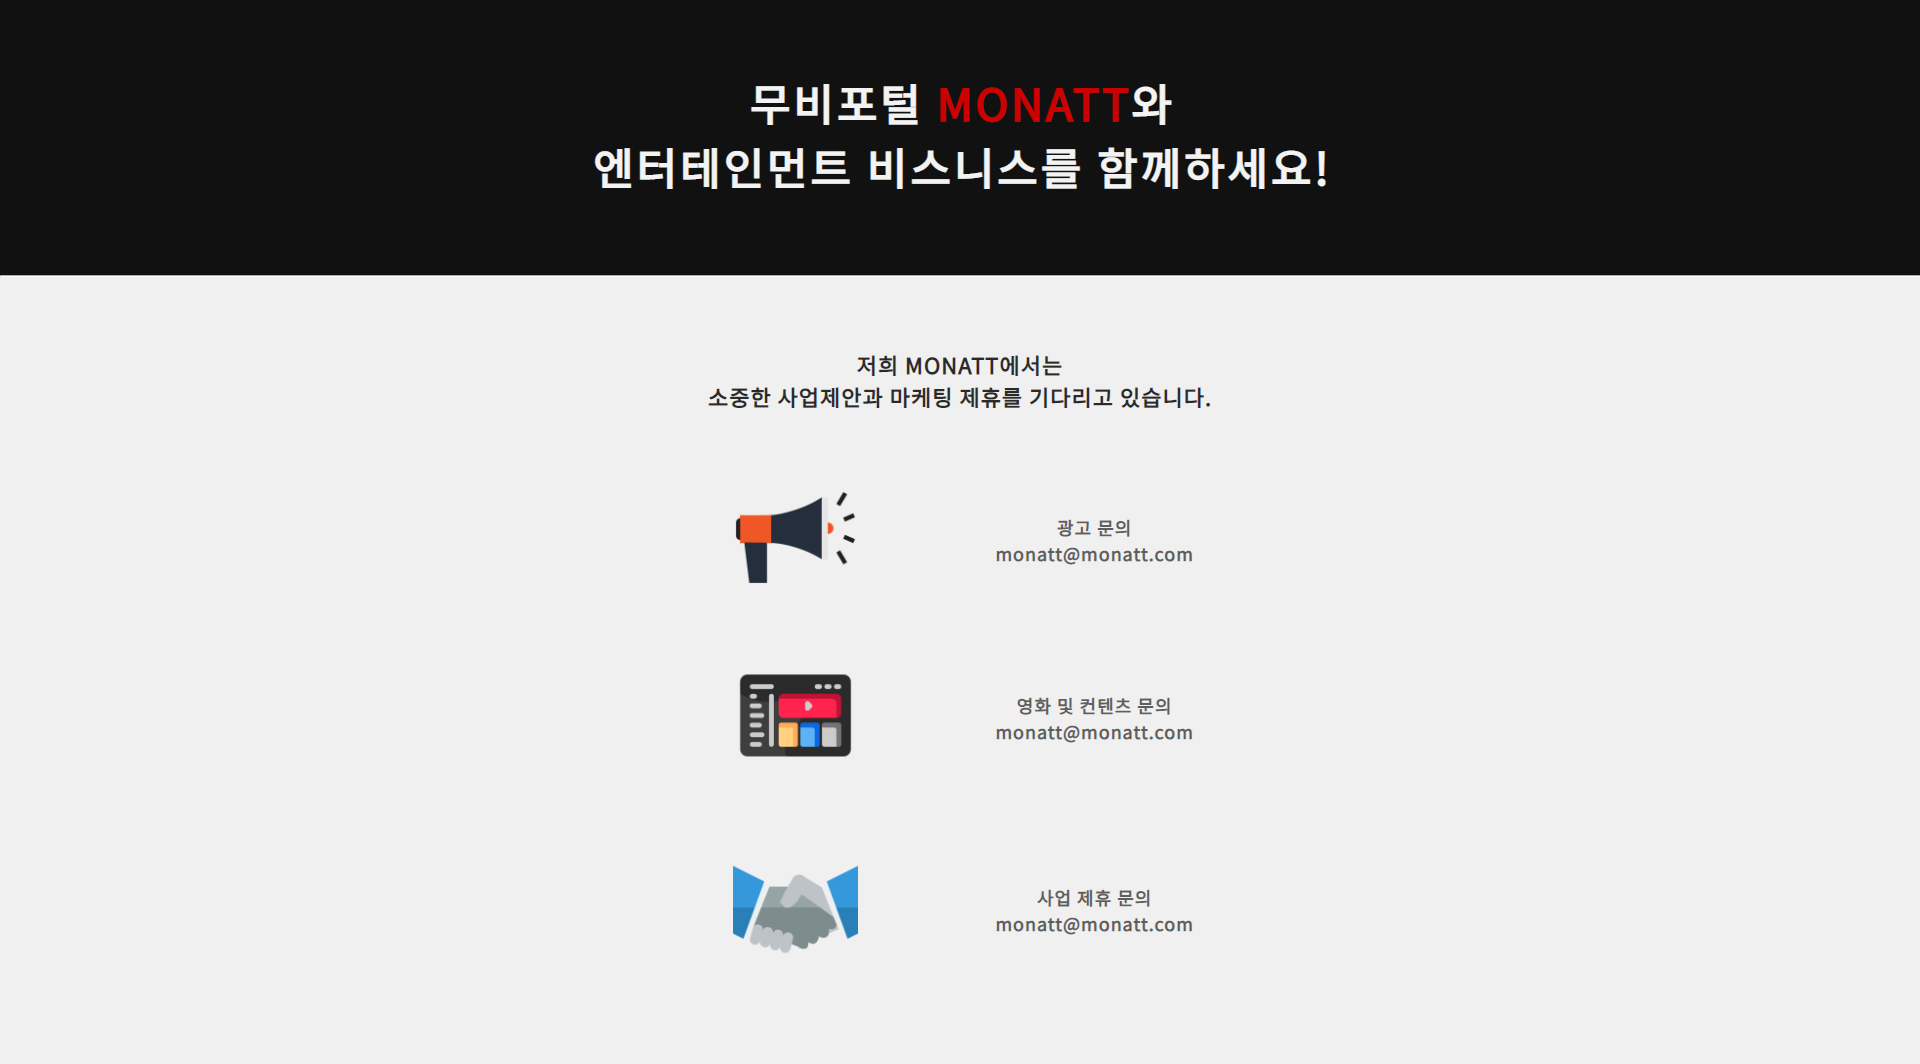 무비포털 MONATT와
엔터테인먼트 비스니스를 함께하세요!
저희 MONATT에서는
소중한 사업제안과 마케팅 제휴를 기다리고 있습니다.
광고 문의
monatt@monatt.com
영화 및 컨텐츠 문의
monatt@monatt.com
사업 제휴 문의
monatt@monatt.com